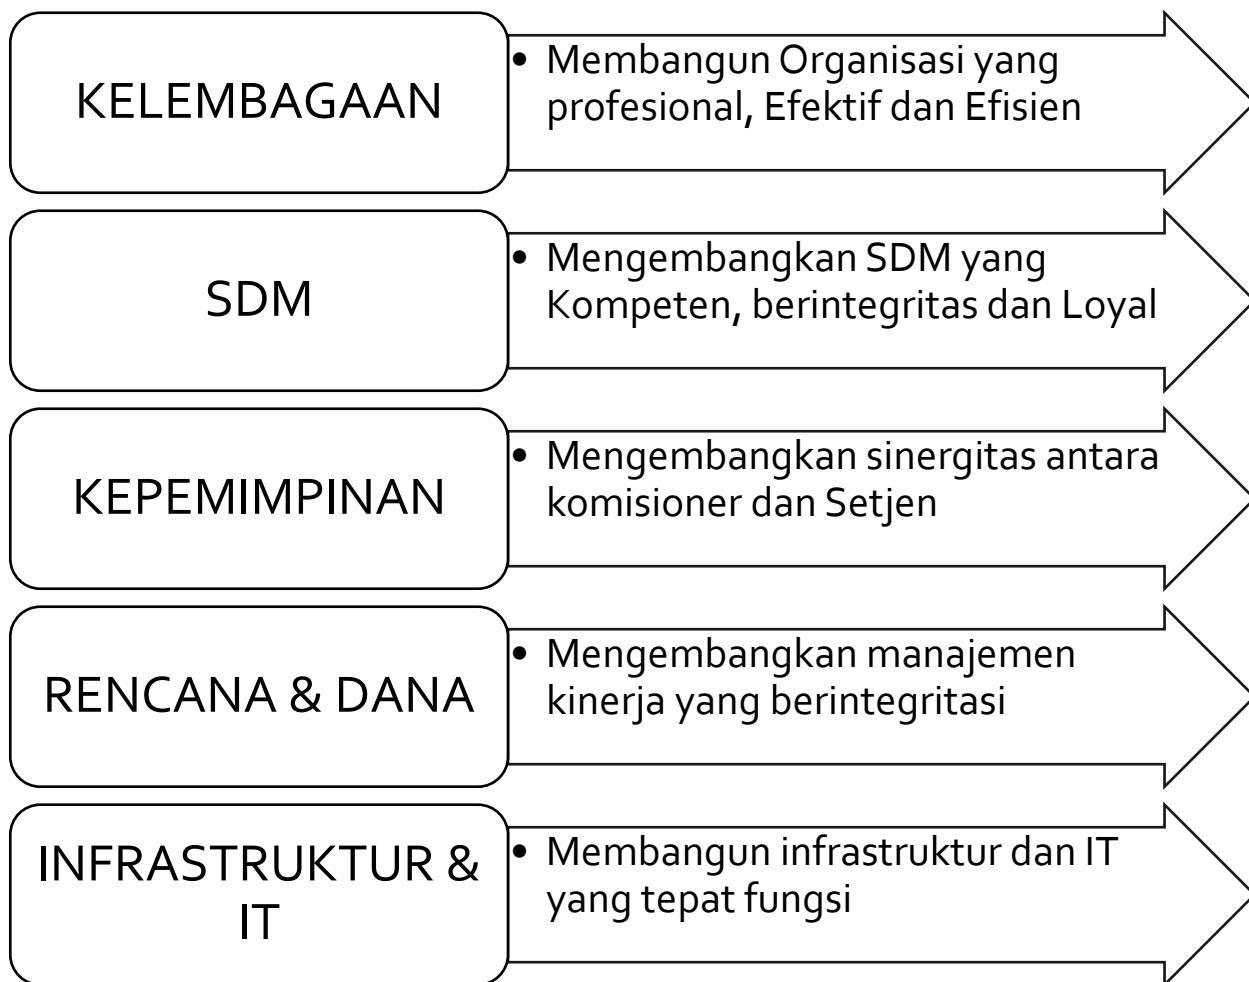 KELEMBAGAAN
• Membangun Organisasi yang
profesional, Efektif dan Efisien
SDM
• Mengembangkan SDM yang
Kompeten, berintegritas dan Loyal
KEPEMIMPINAN
• Mengembangkan sinergitas antara
komisioner dan Setjen
RENCANA & DANA
• Mengembangkan manajemen
kinerja yang berintegritasi
INFRASTRUKTUR &
IT
• Membangun infrastruktur dan IT
yang tepat fungsi